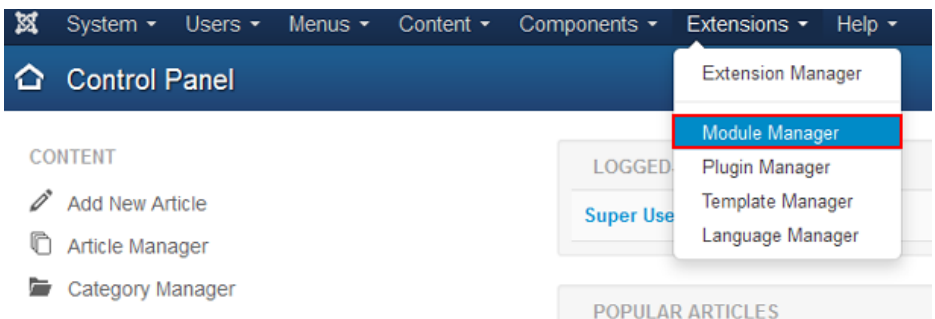 System Users Menus Content Components Extensions Help
Control Panel
Extension Manager
Module Manager
Plugin Manager
Template Manager
Language Manager
CONTENT
Add New Article
Article Manager
Category Manager
LOGGED-
Super Use
POPULAR ARTICLES